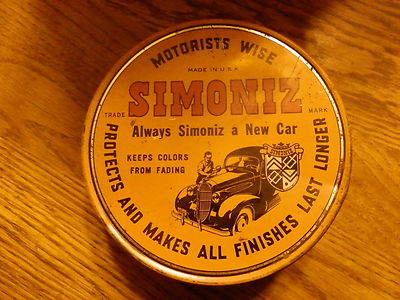 MOTORISTS WISE
MADE IN U.S.A.
SIMONIZ
TRADE MARK
Always Simoniz a New Car
KEEPS COLORS
FROM FADING
SIMONIZ
PROTECTS AND MAKES ALL FINISHES LAST LONGER